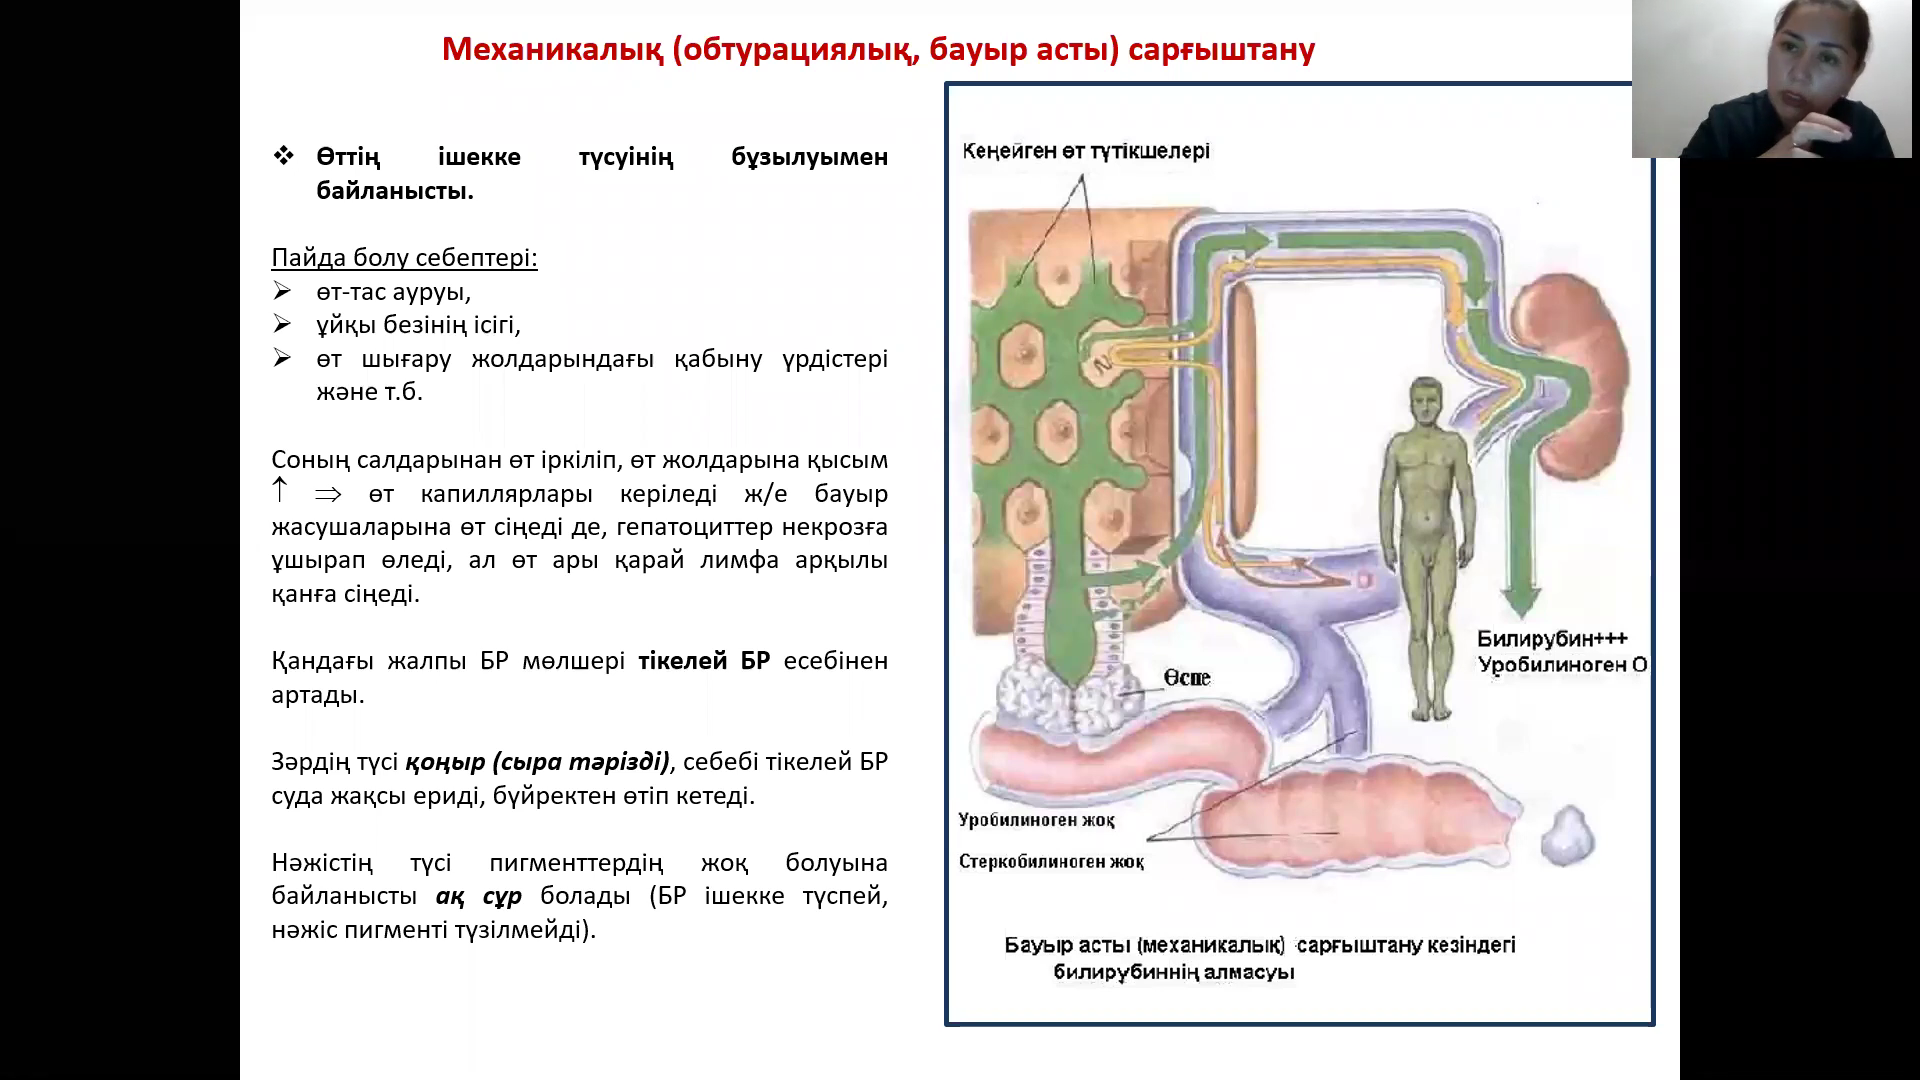 Механикалық (обтурациялық, бауыр асты) сарғыштану
❖ Өттің ішекке түсуінің бұзылуымен
байланысты.
Пайда болу себептері:
➢ өт-тас ауруы,
➢ ұйқы безінің ісігі,
➢ өт шығару жолдарындағы қабыну үрдістері
және т.б.
Соның салдарынан өт іркіліп, өт жолдарына қысым
↑ ⇒ өт капиллярлары керіледі ж/е бауыр
жасушаларына өт сіңеді де, гепатоциттер некрозға
ұшырап өледі, ал өт ары қарай лимфа арқылы
қанға сіңеді.
Қандағы жалпы БР мөлшері тікелей БР есебінен
артады.
Зәрдің түсі қоңыр (сыра тәрізді), себебі тікелей БР
суда жақсы ериді, бүйректен өтіп кетеді.
Нәжістің түсі пигменттердің жоқ болуына
байланысты ақ сұр болады (БР ішекке түспей,
нәжіс пигменті түзілмейді).
Кеңейген өт түтікшелері
Билирубин+++
Уробилиноген О
Өспе
Уробилиноген жоқ
Стеркобилиноген жоқ
Бауыр асты (механикалық) сарғыштану кезіндегі
билирубиннің алмасуы